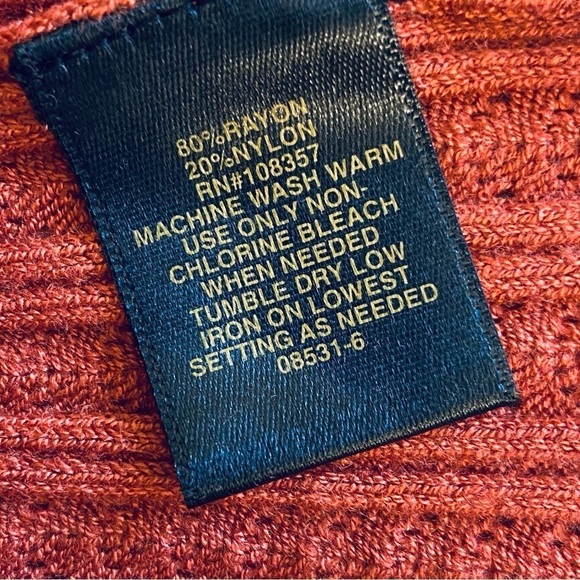 80%RAYON
20%NYLON
RN#108357
MACHINE WASH WARM
USE ONLY NON-
CHLORINE BLEACH
WHEN NEEDED
TUMBLE DRY LOW
IRON ON LOWEST
SETTING AS NEEDED
08531-6